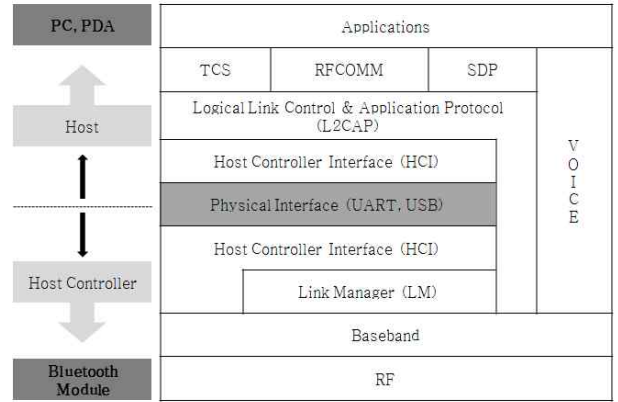 PC, PDA
Applications
TCS
RFCOMM
SDP
Logical Link Control & Application Protocol
(L2CAP)
Host
Host Controller Interface (HCI)
VOICE
Physical Interface (UART, USB)
Host Controller Interface (HCI)
Host Controller
Link Manager (LM)
Baseband
Bluetooth
Module
RF